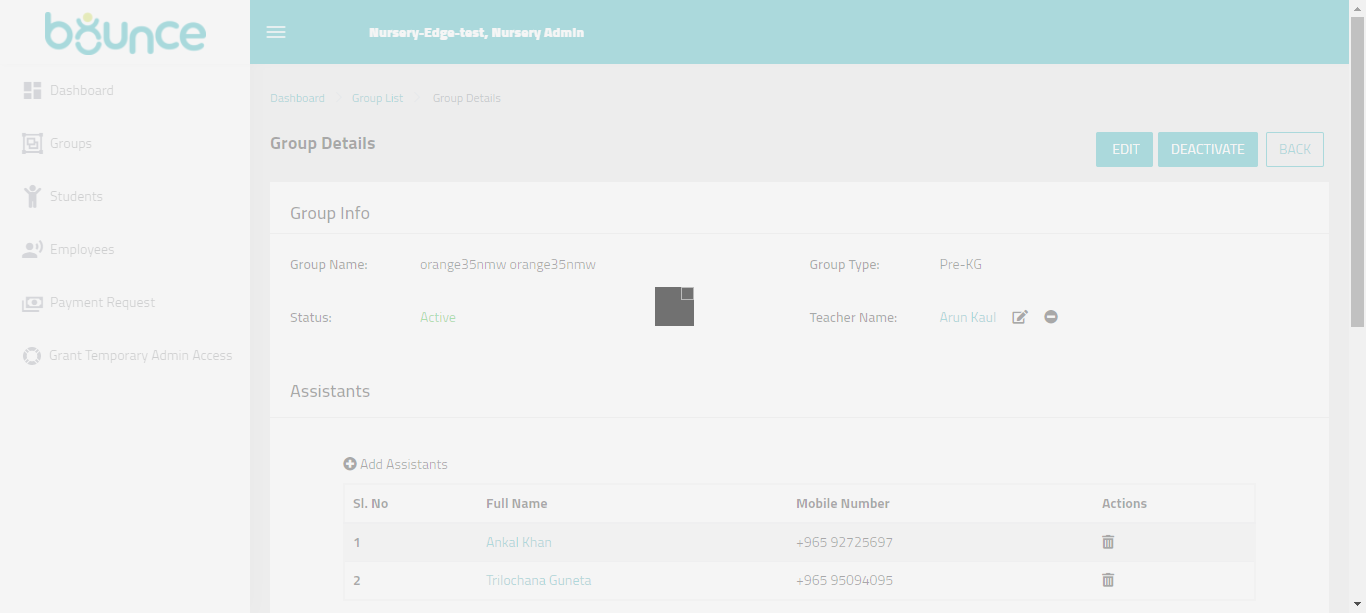 bounce
Nursery-Edge-test, Nursery Admin
Dashboard
Groups
Students
Employees
Payment Request
Grant Temporary Admin Access
Dashboard Group List Group Details
Group Details
EDIT DEACTIVATE BACK
Group Info
Group Name: orange35nmw orange35nmw Group Type: Pre-KG
Status: Active Teacher Name: Arun Kaul
Assistants
Add Assistants
Sl. No Full Name Mobile Number Actions
1 Ankal Khan +965 92725697
2 Trilochana Guneta +965 95094095